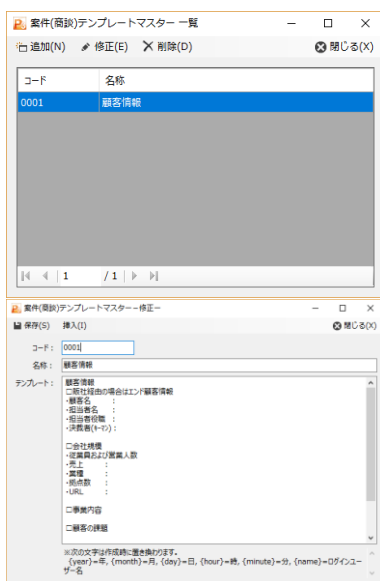 案件(商談)テンプレートマスター 一覧
追加(N) 修正(E) 削除(D) 閉じる(X)
コード 名称
0001 顧客情報
1 / 1
案件(商談)テンプレートマスター－修正－
保存(S) 挿入(I) 閉じる(X)
コード： 0001
名称： 顧客情報
テンプレート： 顧客情報
□販社経由の場合はエンド顧客情報
・顧客名 ：
・担当者名 ：
・担当者役職 ：
・決裁者(ｷｰﾏﾝ)：
□会社規模
・従業員および営業人数
・売上 ：
・業種 ：
・拠点数 ：
・URL ：
□事業内容
□顧客の課題
※次の文字は作成時に置き換わります。
{year}=年, {month}=月, {day}=日, {hour}=時, {minute}=分, {name}=ログインユー
ザー名